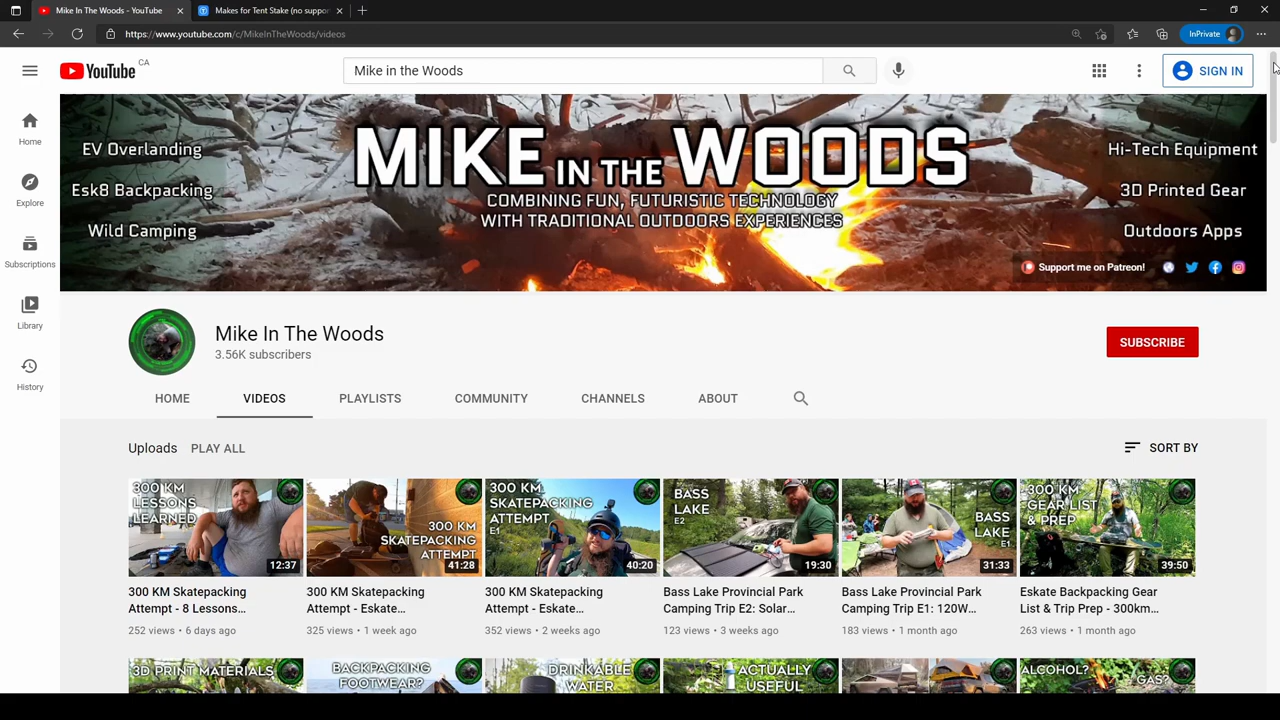 Mike In The Woods - YouTube
Makes for Tent Stake (no suppor
https://www.youtube.com/c/MikeInTheWoods/videos
InPrivate
YouTube CA
Mike in the Woods
SIGN IN
Home
Explore
Subscriptions
Library
History
EV Overlanding
Esk8 Backpacking
Wild Camping
MIKE IN THE WOODS
COMBINING FUN, FUTURISTIC TECHNOLOGY
WITH TRADITIONAL OUTDOORS EXPERIENCES
Hi-Tech Equipment
3D Printed Gear
Outdoors Apps
Support me on Patreon!
Mike In The Woods
3.56K subscribers
SUBSCRIBE
HOME
VIDEOS
PLAYLISTS
COMMUNITY
CHANNELS
ABOUT
Uploads
PLAY ALL
SORT BY
300 KM
LESSONS
LEARNED
12:37
300 KM
SKATEPACKING
ATTEMPT
41:28
300 KM
SKATEPACKING
ATTEMPT
E1
40:20
BASS
LAKE
E2
19:30
BASS
LAKE
E1
31:33
300 KM
GEAR LIST
& PREP
39:50
300 KM Skatepacking
Attempt - 8 Lessons...
252 views • 6 days ago
300 KM Skatepacking
Attempt - Eskate...
325 views • 1 week ago
300 KM Skatepacking
Attempt - Eskate...
352 views • 2 weeks ago
Bass Lake Provincial Park
Camping Trip E2: Solar...
123 views • 3 weeks ago
Bass Lake Provincial Park
Camping Trip E1: 120W...
183 views • 1 month ago
Eskate Backpacking Gear
List & Trip Prep - 300km...
263 views • 1 month ago
3D PRINT MATERIALS
BACKPACKING
FOOTWEAR?
DRINKABLE
WATER
ACTUALLY
USEFUL
ALCOHOL?
GAS?